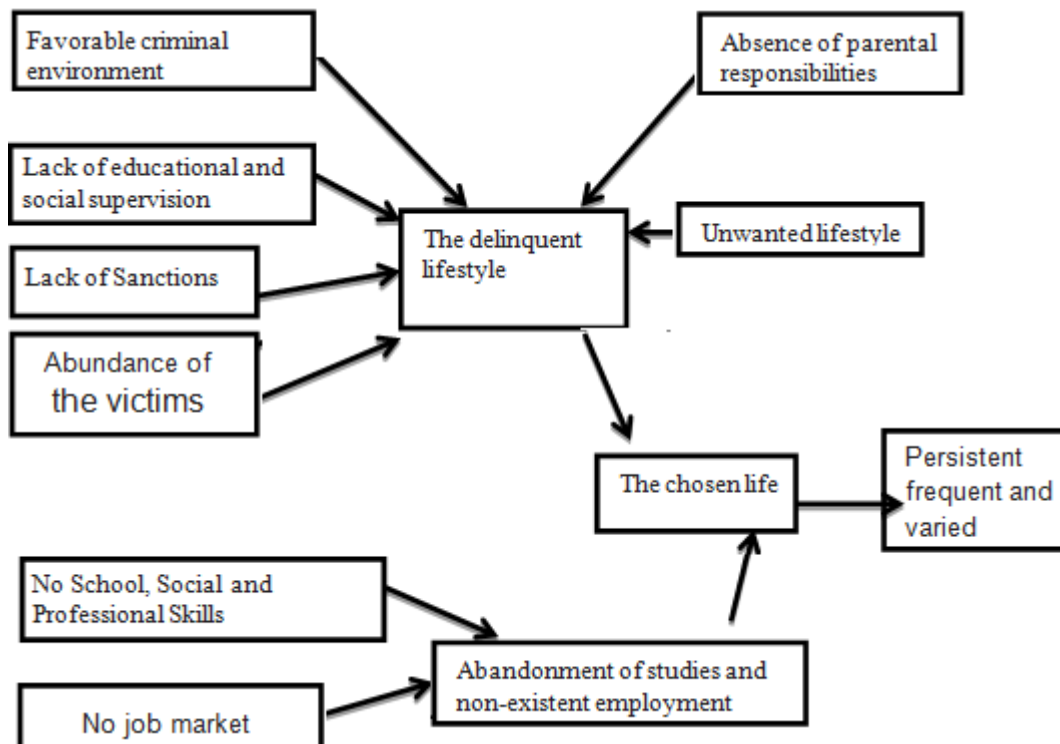 Favorable criminal
environment
Absence of parental
responsibilities
Lack of educational and
social supervision
The delinquent
lifestyle
Unwanted lifestyle
Lack of Sanctions
Abundance of
the victims
The chosen life
Persistent
frequent and
varied
No School, Social and
Professional Skills
Abandonment of studies and
non-existent employment
No job market